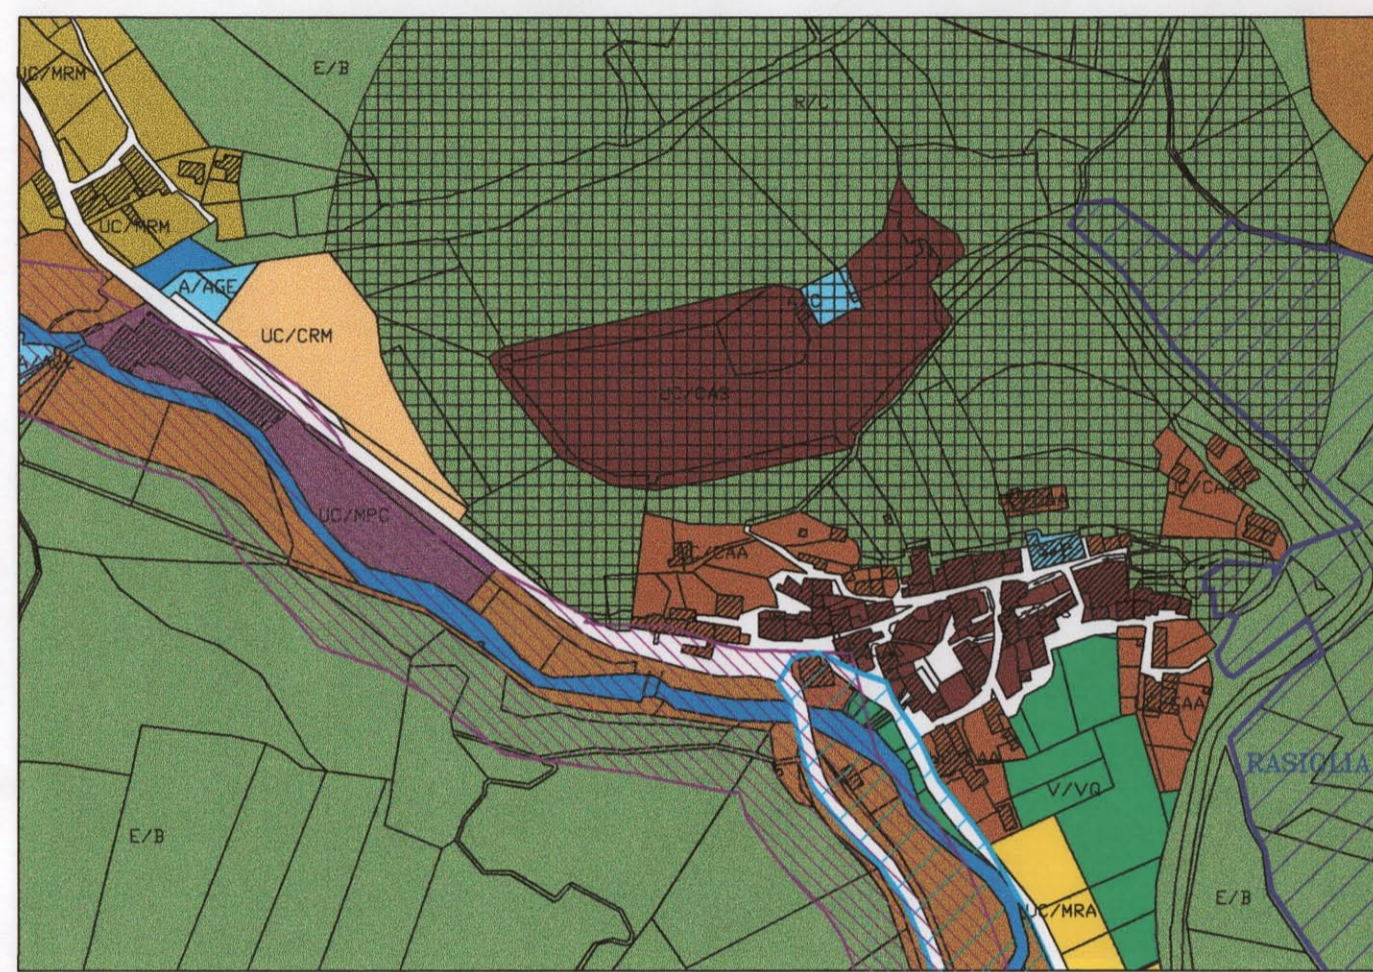 UC/MRM
E/B
R/C
UC/MRM
A/AGE
UC/CRM
UC/CAS
UC/MPC
UC/CAA
V/VQ
RASIGLIA
E/B
UC/MRA
E/B